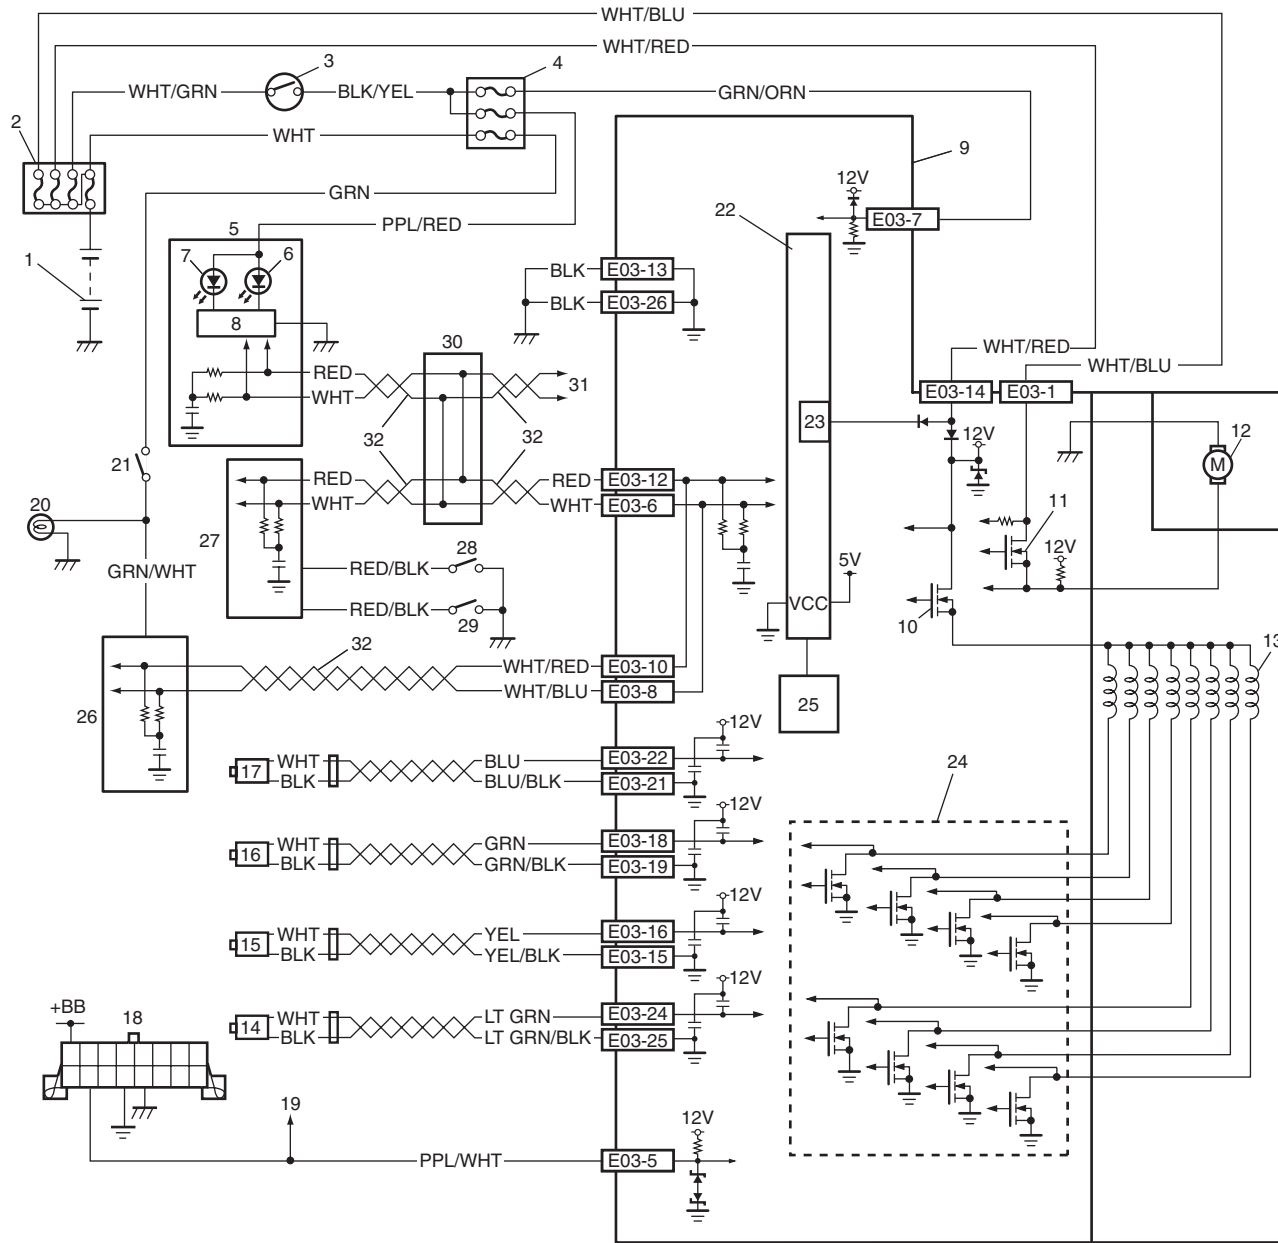 WHT/BLU
WHT/RED
3
4
WHT/GRN
BLK/YEL
GRN/ORN
2
WHT
9
12V
GRN
22
E03-7
PPL/RED
5
7
6
1
BLK
E03-13
BLK
E03-26
8
30
WHT/RED
RED
31
WHT/BLU
WHT
E03-14
E03-1
32
32
23
12V
12
M
21
RED
RED
E03-12
WHT
WHT
E03-6
20
11
27
28
5V
12V
GRN/WHT
RED/BLK
RED/BLK
VCC
29
10
32
WHT/RED
E03-10
13
WHT/BLU
E03-8
26
25
12V
17
WHT
BLU
E03-22
BLK
BLU/BLK
E03-21
24
12V
16
WHT
GRN
E03-18
BLK
GRN/BLK
E03-19
12V
15
WHT
YEL
E03-16
BLK
YEL/BLK
E03-15
12V
+BB
18
14
WHT
LT GRN
E03-24
BLK
LT GRN/BLK
E03-25
19
12V
PPL/WHT
E03-5